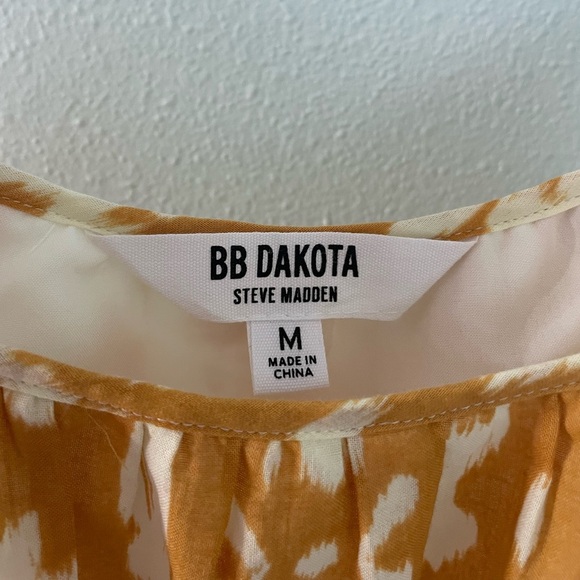 BB DAKOTA
STEVE MADDEN
M
MADE IN
CHINA